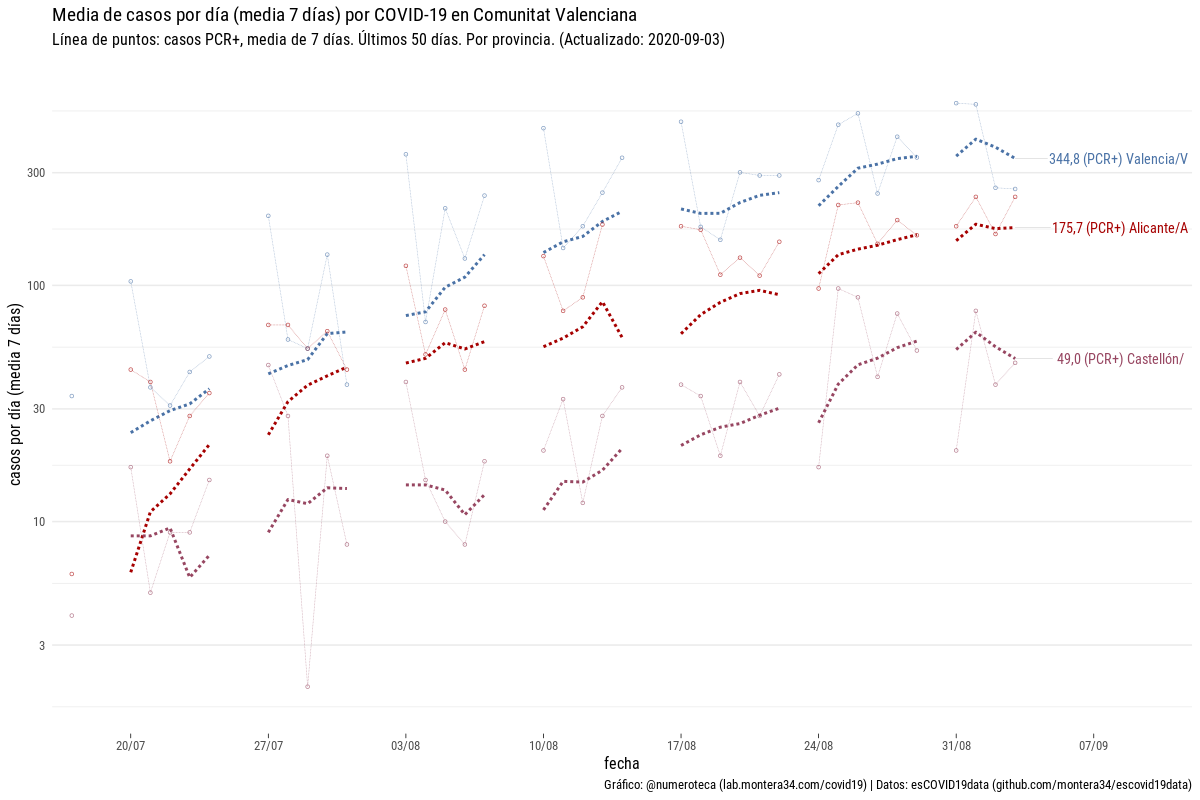 Media de casos por día (media 7 días) por COVID-19 en Comunitat Valenciana
Línea de puntos: casos PCR+, media de 7 días. Últimos 50 días. Por provincia. (Actualizado: 2020-09-03)
casos por día (media 7 días)
300
100
30
10
3
344,8 (PCR+) Valencia/V
175,7 (PCR+) Alicante/A
49,0 (PCR+) Castellón/
20/07
27/07
03/08
10/08
17/08
24/08
31/08
07/09
fecha
Gráfico: @numeroteca (lab.montera34.com/covid19) | Datos: esCOVID19data (github.com/montera34/escovid19data)